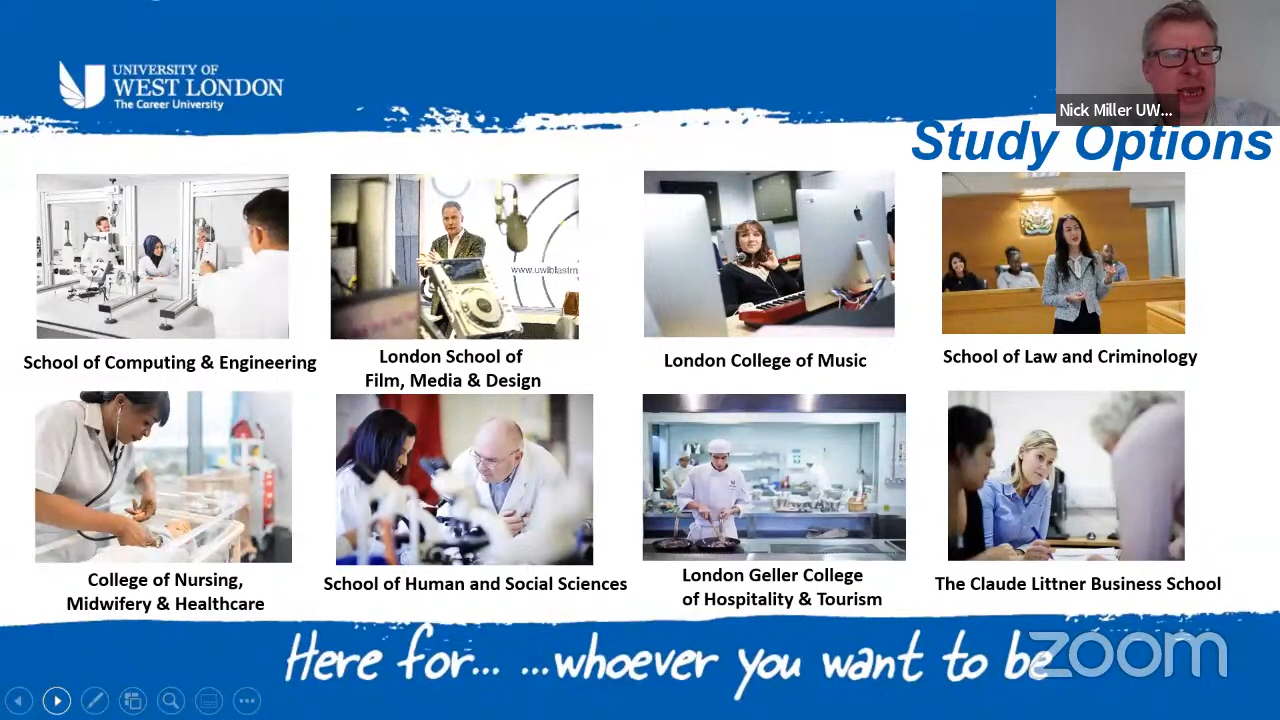 UNIVERSITY OF
WEST LONDON
The Career University
Nick Miller UW...
Study Options
www.uwlblastr
School of Computing & Engineering
London School of
Film, Media & Design
London College of Music
School of Law and Criminology
College of Nursing,
Midwifery & Healthcare
School of Human and Social Sciences
London Geller College
of Hospitality & Tourism
The Claude Littner Business School
Here for... ...whoever you want to be
zoom